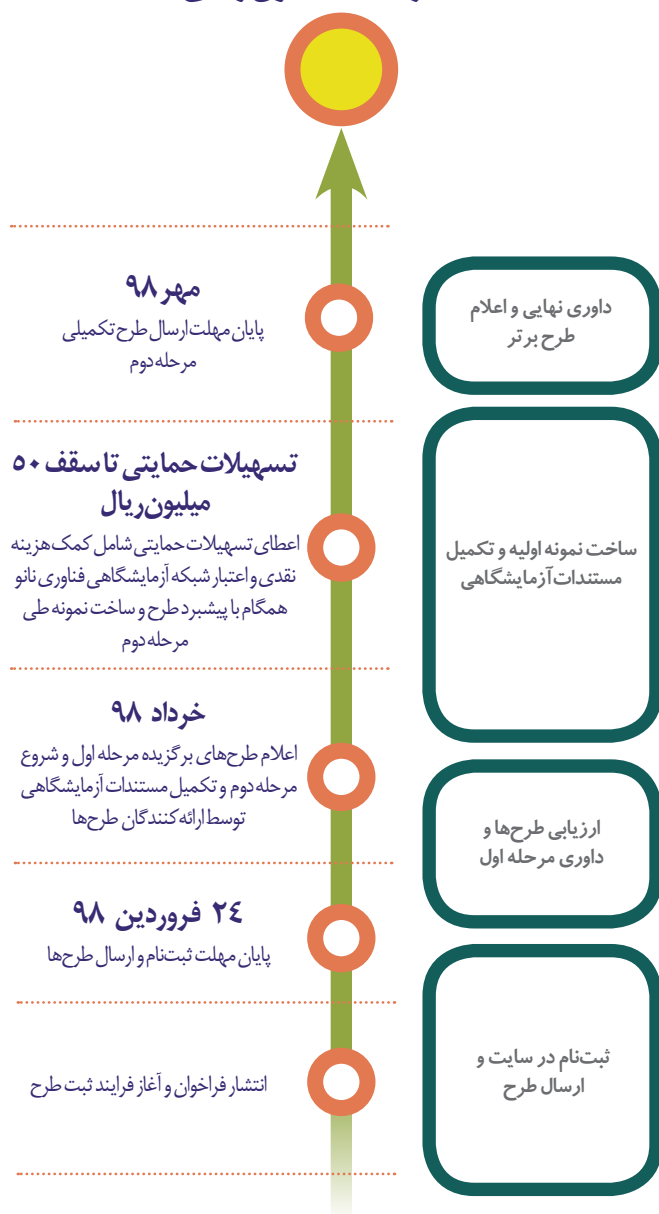 مهر ۹۸
پایان مهلت ارسال طرح تکمیلی
مرحله دوم
داوری نهایی و اعلام
طرح برتر
تسهیلات حمایتی تا سقف ۵۰
میلیون ریال
اعطای تسهیلات حمایتی شامل کمک هزینه
نقدی و اعتبار شبکه آزمایشگاهی فناوری نانو
همگام با پیشبرد طرح و ساخت نمونه طی
مرحله دوم
ساخت نمونه اولیه و تکمیل
مستندات آزمایشگاهی
خرداد ۹۸
اعلام طرح‌های برگزیده مرحله اول و شروع
مرحله دوم و تکمیل مستندات آزمایشگاهی
توسط ارائه کنندگان طرح‌ها
ارزیابی طرح‌ها و
داوری مرحله اول
۲۴ فروردین ۹۸
پایان مهلت ثبت‌نام و ارسال طرح‌ها
انتشار فراخوان و آغاز فرایند ثبت طرح
ثبت‌نام در سایت و
ارسال طرح